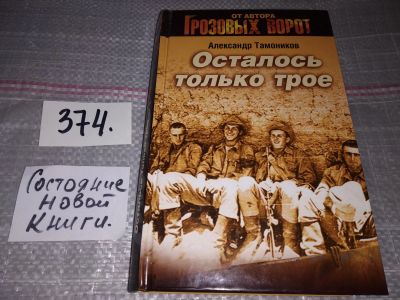 ОТ АВТОРА
ГРОЗОВЫХ ВОРОТ
Александр Тамоников
Осталось
только трое
374.
Состояние
новой
книги.